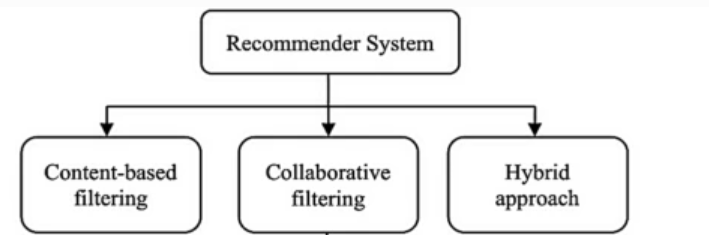 Recommender System
Content-based
filtering
Collaborative
filtering
Hybrid
approach